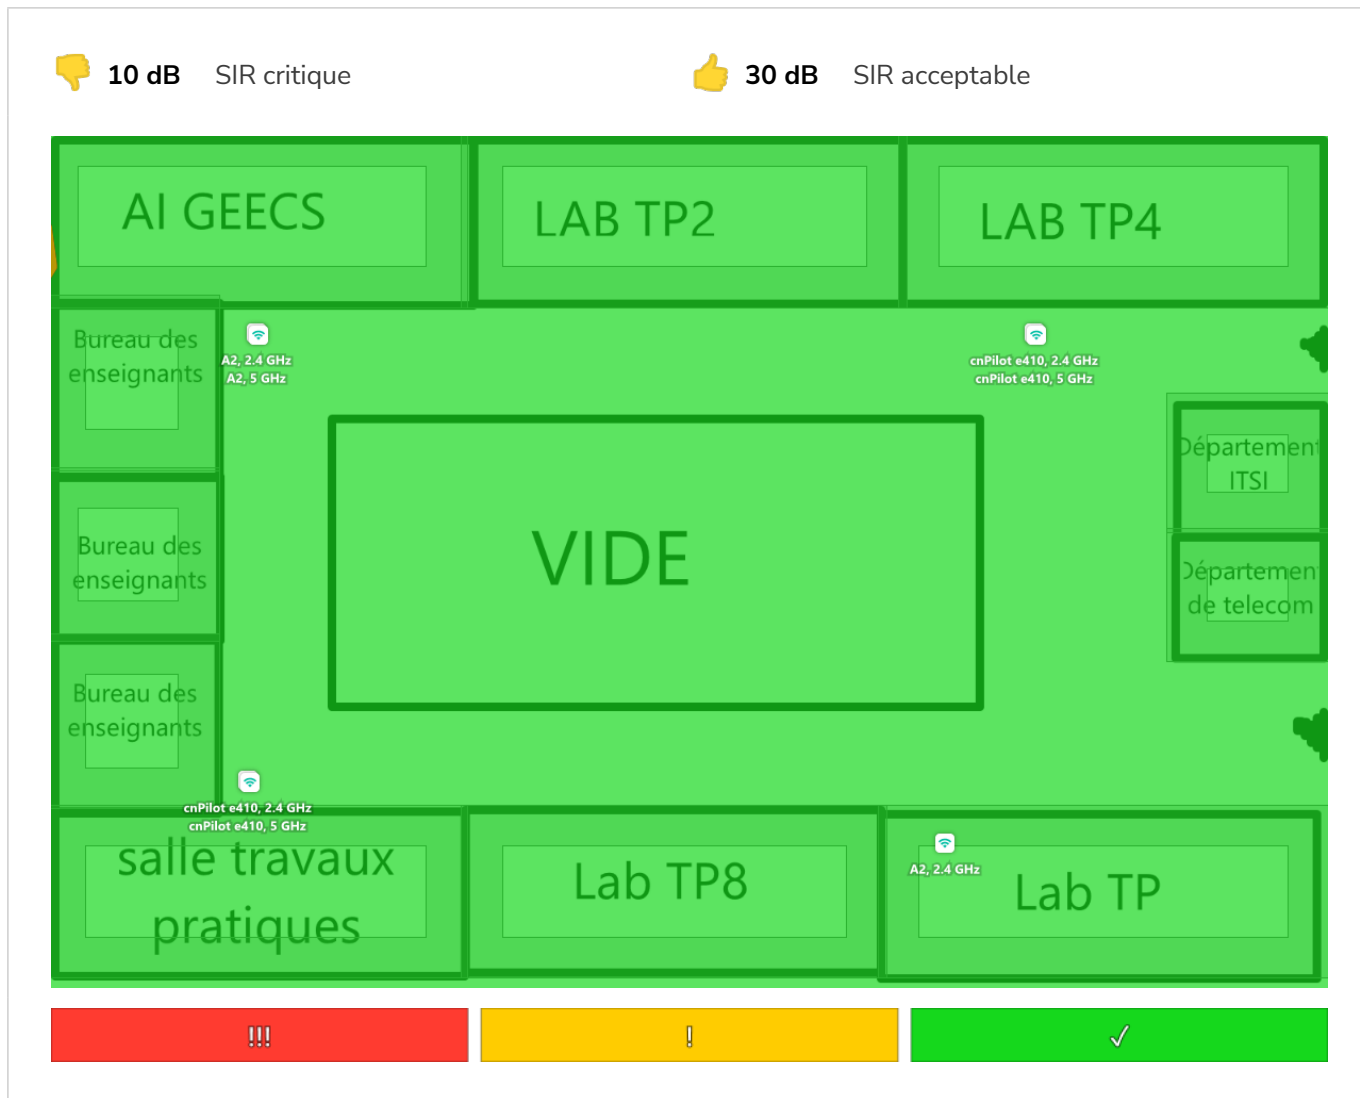 10 dB SIR critique
30 dB SIR acceptable
AI GEECS
LAB TP2
LAB TP4
Bureau des
enseignants
A2, 2.4 GHz
A2, 5 GHz
cnPilot e410, 2.4 GHz
cnPilot e410, 5 GHz
Département
ITSI
Bureau des
enseignants
VIDE
Département
de telecom
Bureau des
enseignants
cnPilot e410, 2.4 GHz
cnPilot e410, 5 GHz
salle travaux
pratiques
Lab TP8
A2, 2.4 GHz
Lab TP
!!!
!
✓